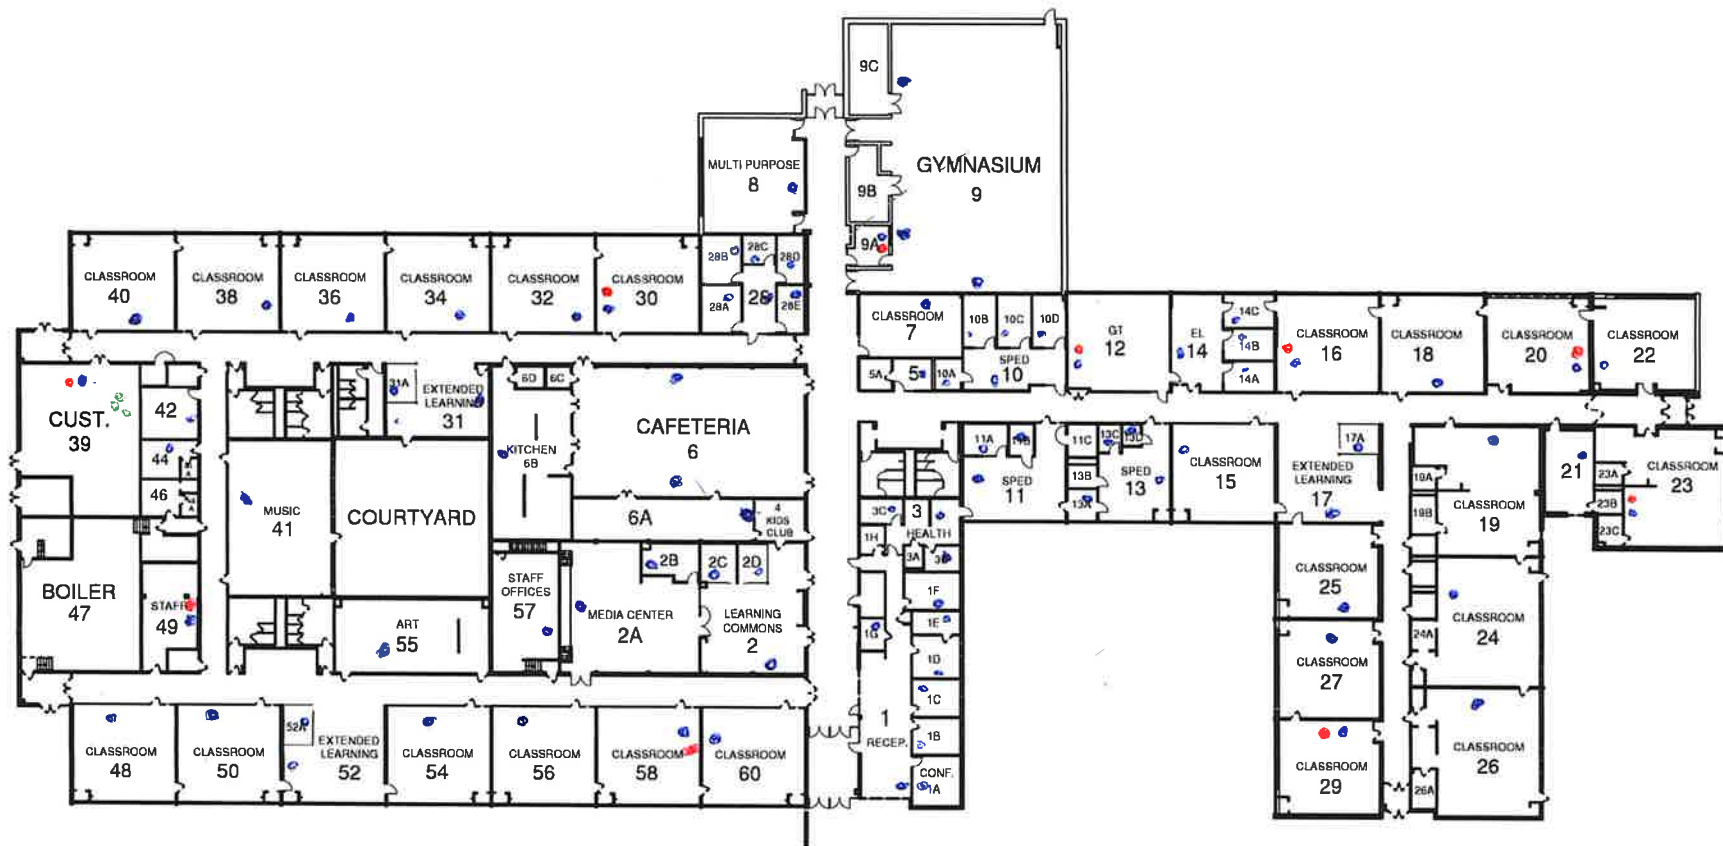 9C
GYMNASIUM
9
9B
9A
MULTI PURPOSE
8
CLASSROOM
40
CLASSROOM
38
CLASSROOM
36
CLASSROOM
34
CLASSROOM
32
CLASSROOM
30
28B
28C
28D
28A
28
28E
CLASSROOM
7
10B
10C
10D
5A
5
10A
SPED
10
GT
12
EL
14
14C
14B
14A
CLASSROOM
16
CLASSROOM
18
CLASSROOM
20
CLASSROOM
22
CUST.
39
42
44
46
31A
EXTENDED
LEARNING
31
6D
6C
KITCHEN
6B
CAFETERIA
6
6A
4
KIDS
CLUB
MUSIC
41
COURTYARD
11A
11B
SPED
11
11C
13C
13D
13B
13A
SPED
13
CLASSROOM
15
17A
EXTENDED
LEARNING
17
19A
19B
CLASSROOM
19
21
23A
23B
23C
CLASSROOM
23
3C
3
HEALTH
3A
3B
1H
1F
1E
1G
1D
1C
1B
1
RECEP.
CONF.
1A
BOILER
47
STAFF
49
ART
55
STAFF
OFFICES
57
2B
2C
2D
MEDIA CENTER
2A
LEARNING
COMMONS
2
CLASSROOM
25
CLASSROOM
27
CLASSROOM
29
24A
CLASSROOM
24
CLASSROOM
26
26A
CLASSROOM
48
CLASSROOM
50
52A
EXTENDED
LEARNING
52
CLASSROOM
54
CLASSROOM
56
CLASSROOM
58
CLASSROOM
60